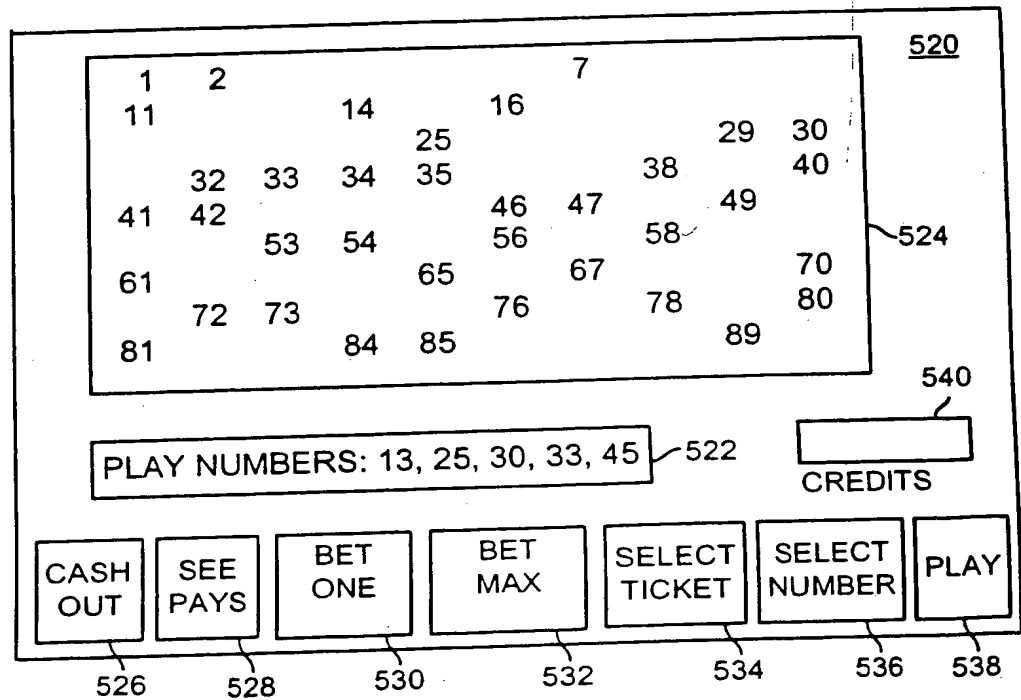 520
1 2 7
11 14 16
25 29 30
32 33 34 35 38 40
41 42 46 47 49
53 54 56 58
524
61 65 67 70
72 73 76 78 80
81 84 85 89
540
PLAY NUMBERS: 13, 25, 30, 33, 45
522
CREDITS
CASH OUT
SEE PAYS
BET ONE
BET MAX
SELECT TICKET
SELECT NUMBER
PLAY
526 528 530 532 534 536 538